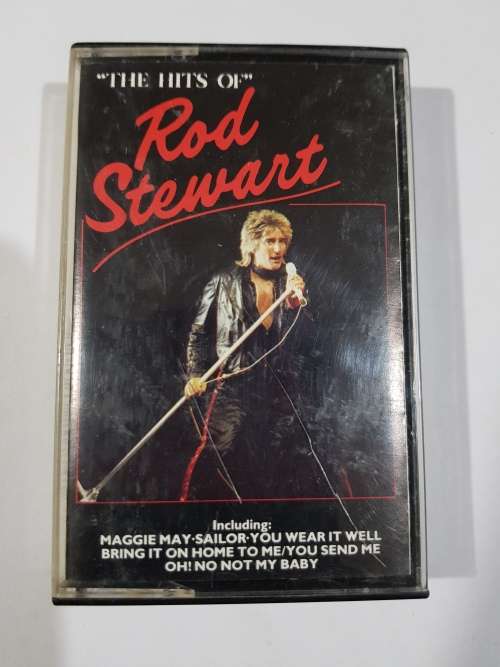 "THE HITS OF"
Rod
Stewart
Including:
MAGGIE MAY·SAILOR·YOU WEAR IT WELL
BRING IT ON HOME TO ME/YOU SEND ME
OH! NO NOT MY BABY